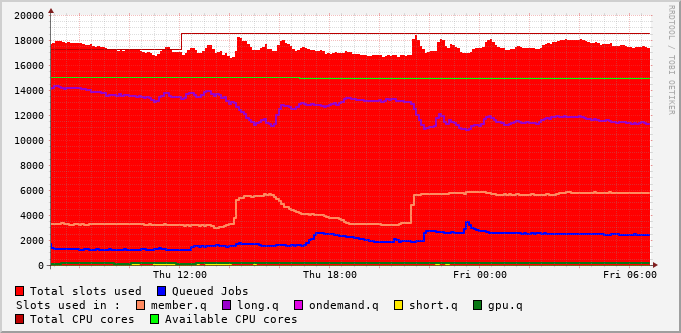 20000
18000
16000
14000
12000
10000
8000
6000
4000
2000
0
Thu 12:00 Thu 18:00 Fri 00:00 Fri 06:00
Total slots used Queued Jobs
Slots used in : member.q long.q ondemand.q short.q gpu.q
Total CPU cores Available CPU cores
RRDTOOL / TOBI OETIKER